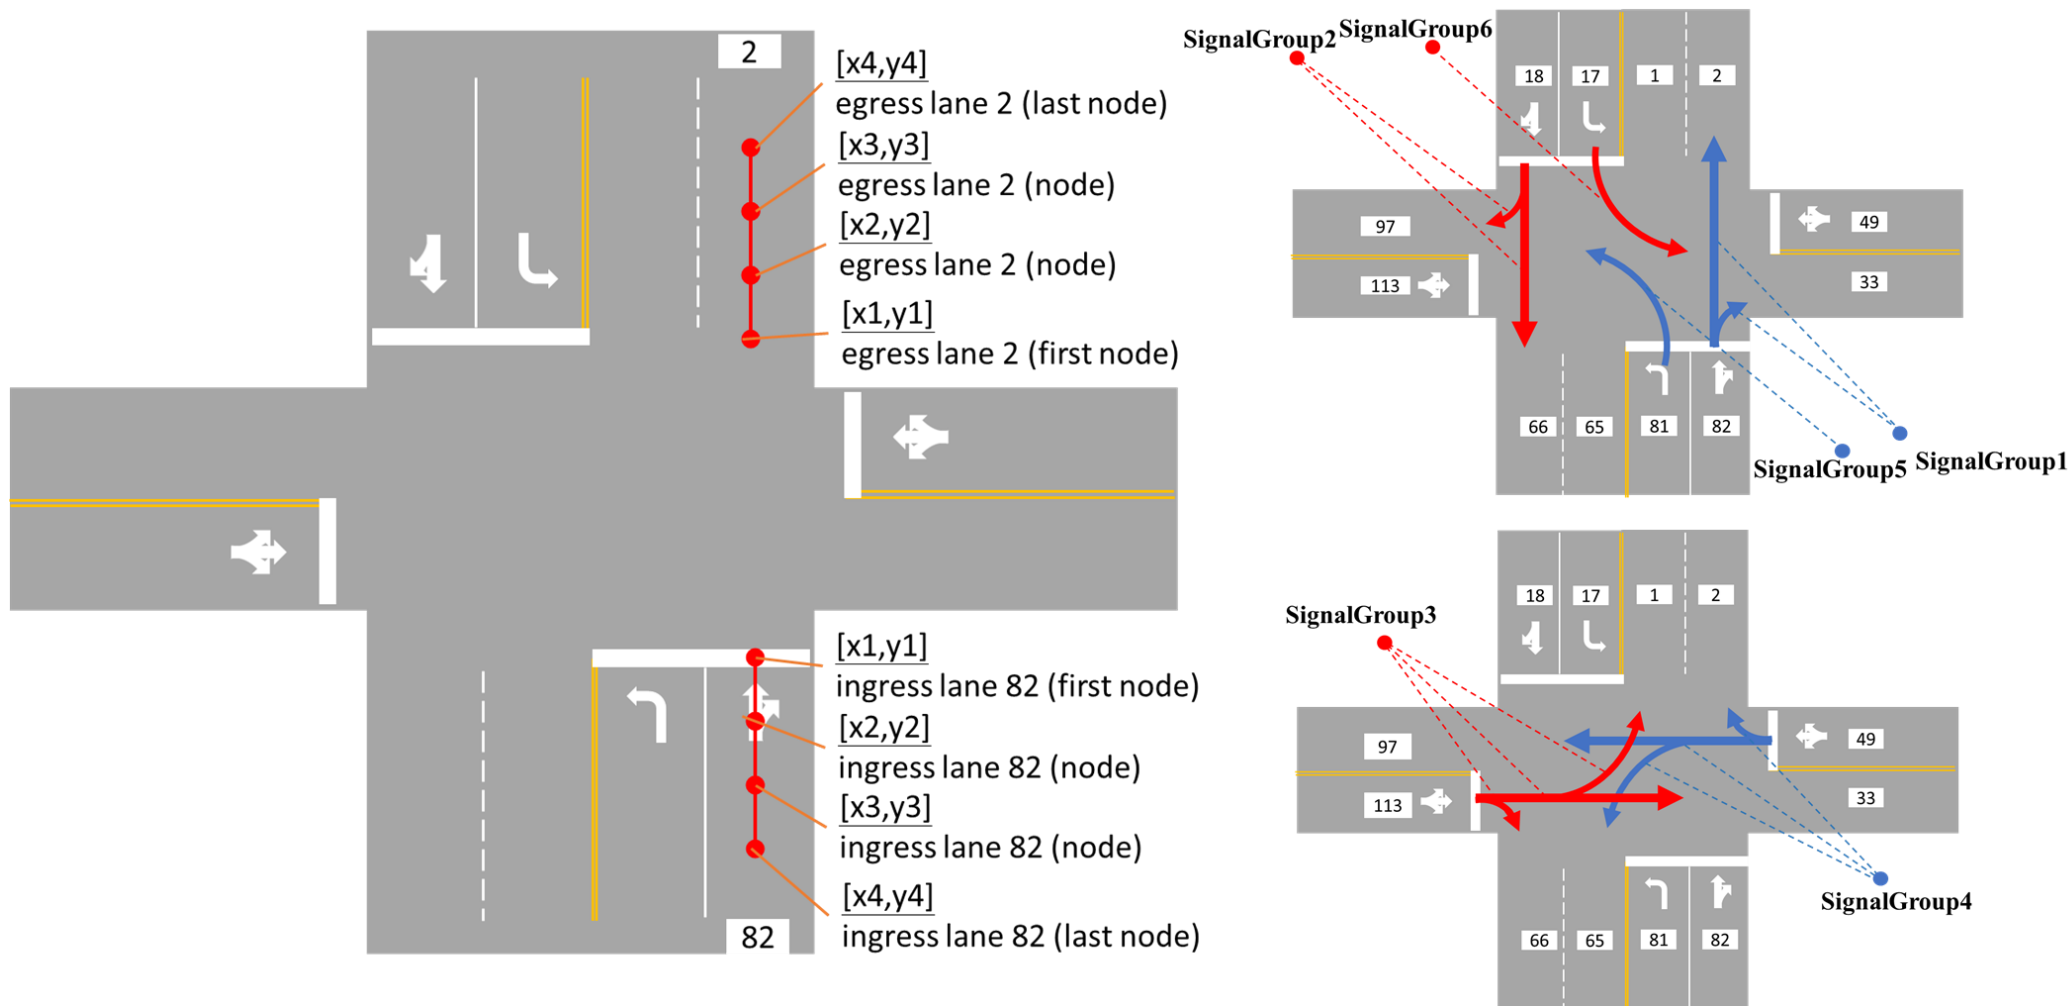 2
[x4,y4]
egress lane 2 (last node)
[x3,y3]
egress lane 2 (node)
[x2,y2]
egress lane 2 (node)
[x1,y1]
egress lane 2 (first node)
[x1,y1]
ingress lane 82 (first node)
[x2,y2]
ingress lane 82 (node)
[x3,y3]
ingress lane 82 (node)
[x4,y4]
ingress lane 82 (last node)
82
SignalGroup2
SignalGroup6
18
17
1
2
97
49
113
33
66
65
81
82
SignalGroup5
SignalGroup1
SignalGroup3
18
17
1
2
97
49
113
33
SignalGroup4
66
65
81
82